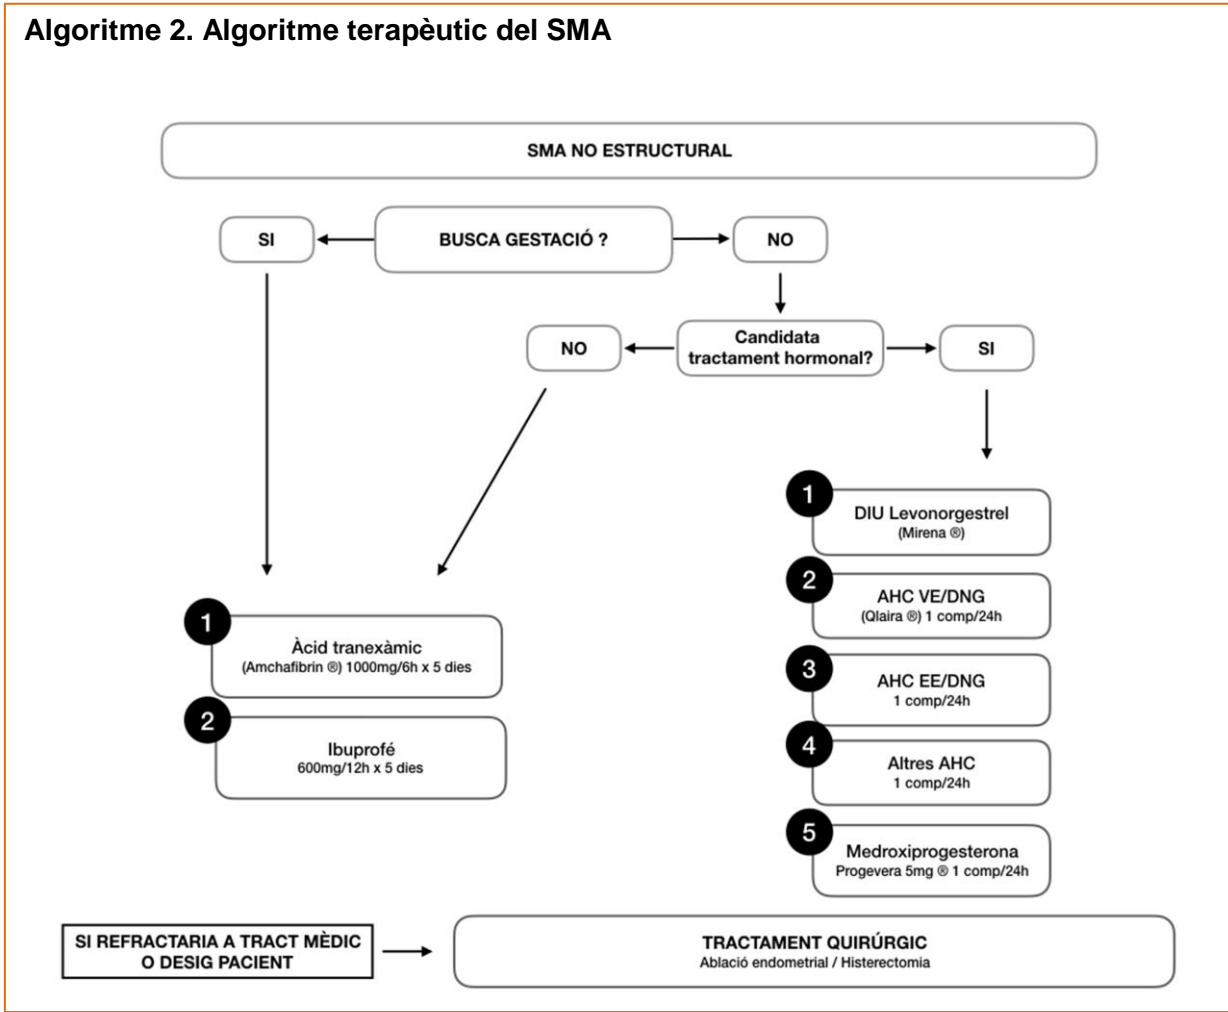 Algoritme 2. Algoritme terapèutic del SMA
SMA NO ESTRUCTURAL
SI
BUSCA GESTACIÓ ?
NO
NO
Candidata
tractament hormonal?
SI
1
Àcid tranexàmic
(Amchafibrin ®) 1000mg/6h x 5 dies
2
Ibuprofé
600mg/12h x 5 dies
1
DIU Levonorgestrel
(Mirena ®)
2
AHC VE/DNG
(Qlaira ®) 1 comp/24h
3
AHC EE/DNG
1 comp/24h
4
Altres AHC
1 comp/24h
5
Medroxiprogesterona
Progevera 5mg ® 1 comp/24h
SI REFRACTARIA A TRACT MÈDIC
O DESIG PACIENT
TRACTAMENT QUIRÚRGIC
Ablació endometrial / Histerectomia